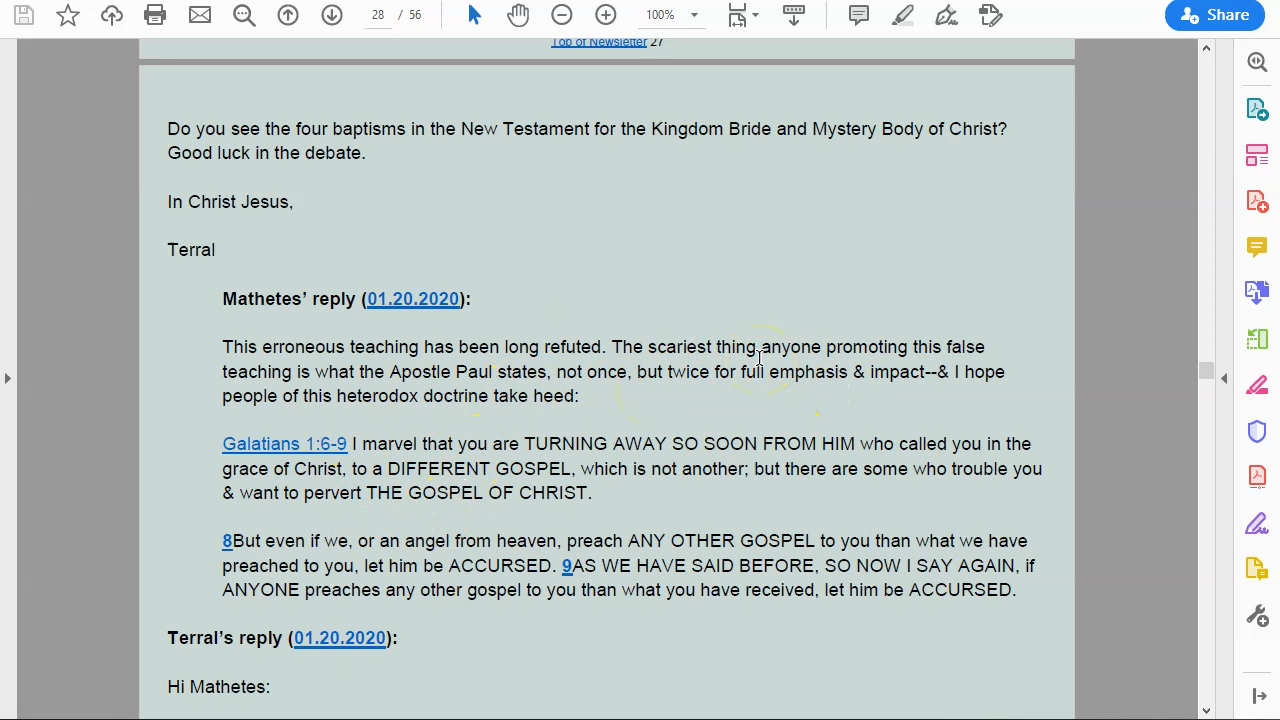 28 / 56
100%
Share
Top of Newsletter 27
Do you see the four baptisms in the New Testament for the Kingdom Bride and Mystery Body of Christ?
Good luck in the debate.
In Christ Jesus,
Terral
Mathetes’ reply (01.20.2020):
This erroneous teaching has been long refuted. The scariest thing anyone promoting this false
teaching is what the Apostle Paul states, not once, but twice for full emphasis & impact--& I hope
people of this heterodox doctrine take heed:
Galatians 1:6-9 I marvel that you are TURNING AWAY SO SOON FROM HIM who called you in the
grace of Christ, to a DIFFERENT GOSPEL, which is not another; but there are some who trouble you
& want to pervert THE GOSPEL OF CHRIST.
8But even if we, or an angel from heaven, preach ANY OTHER GOSPEL to you than what we have
preached to you, let him be ACCURSED. 9AS WE HAVE SAID BEFORE, SO NOW I SAY AGAIN, if
ANYONE preaches any other gospel to you than what you have received, let him be ACCURSED.
Terral’s reply (01.20.2020):
Hi Mathetes: